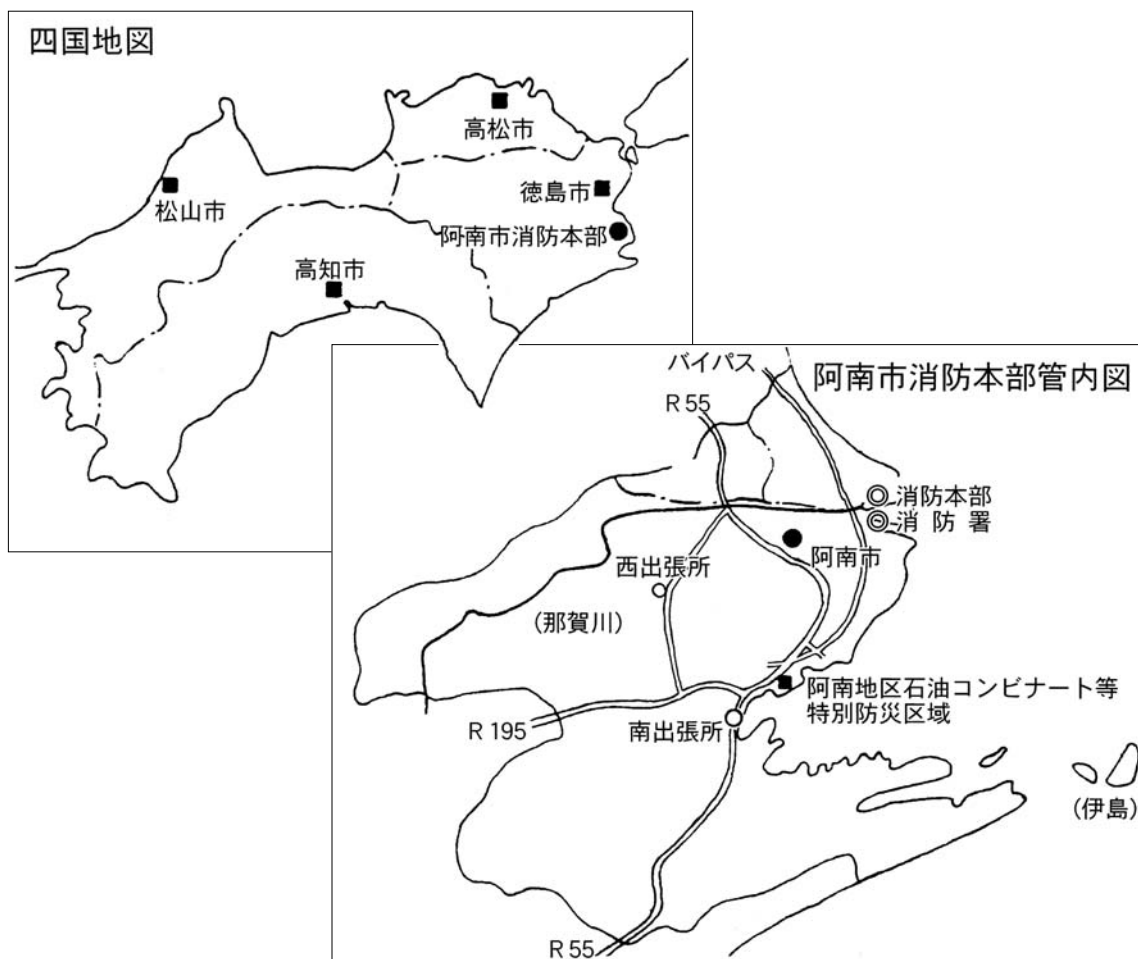 四国地図
高松市
徳島市
松山市
阿南市消防本部
高知市
バイパス
阿南市消防本部管内図
R 55
消防本部
消 防 署
阿南市
西出張所
(那賀川)
阿南地区石油コンビナート等
特別防災区域
R 195
南出張所
(伊島)
R 55